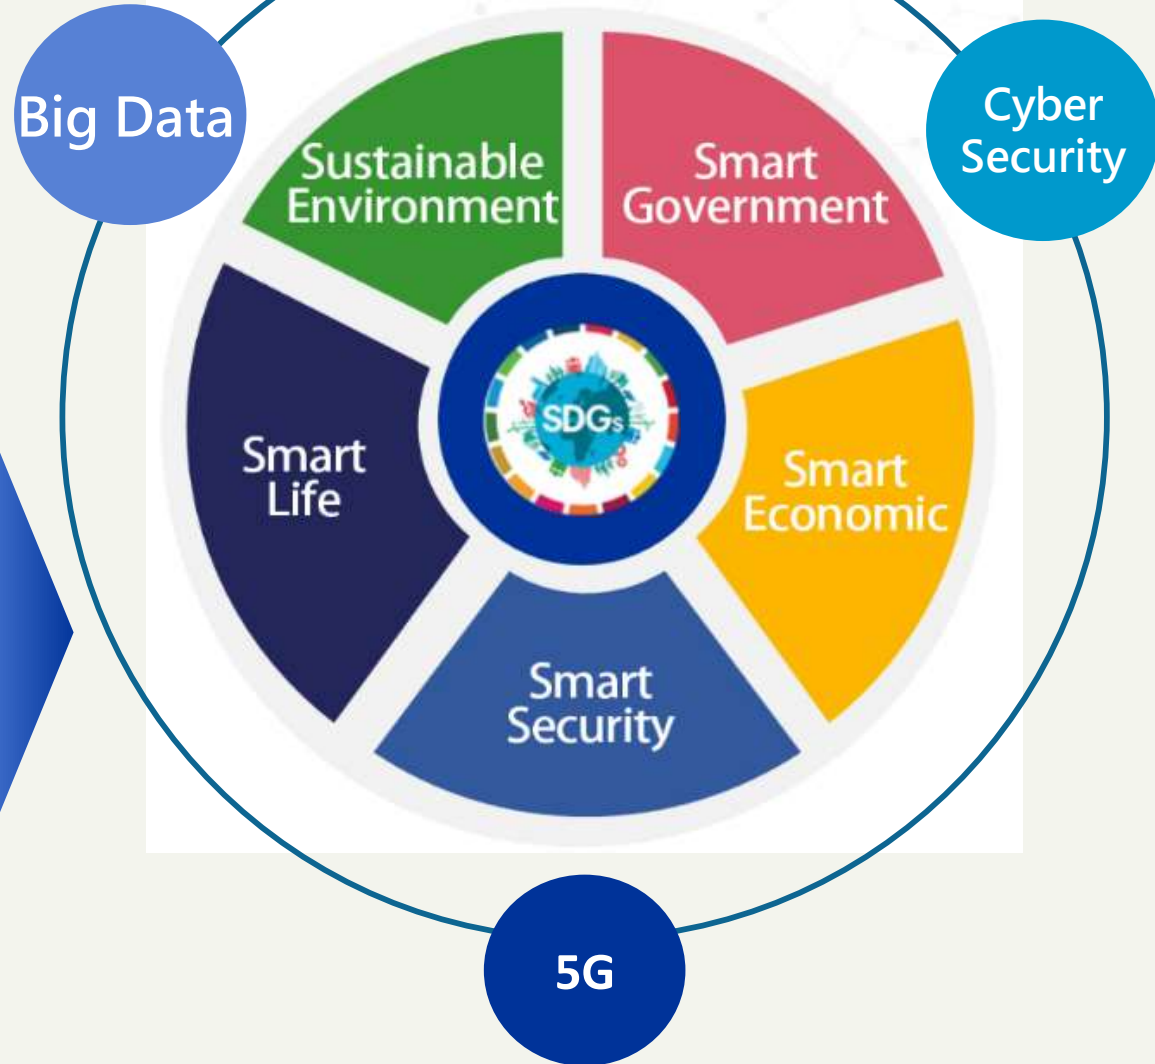 Big Data
Cyber
Security
Sustainable
Environment
Smart
Government
SDGs
Smart
Life
Smart
Economic
Smart
Security
5G